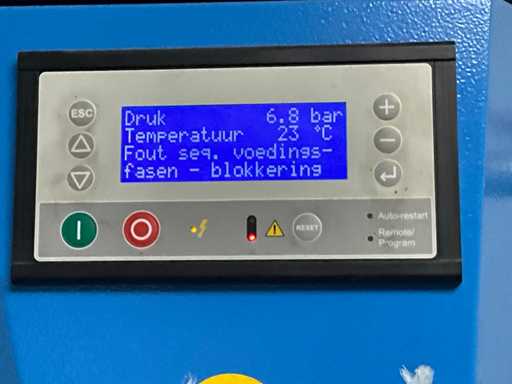 ESC
Druk 6.8 bar
Temperatuur 23 °C
Fout seq. voedings-
fasen - blokkering
RESET
Auto-restart
Remote/
Program